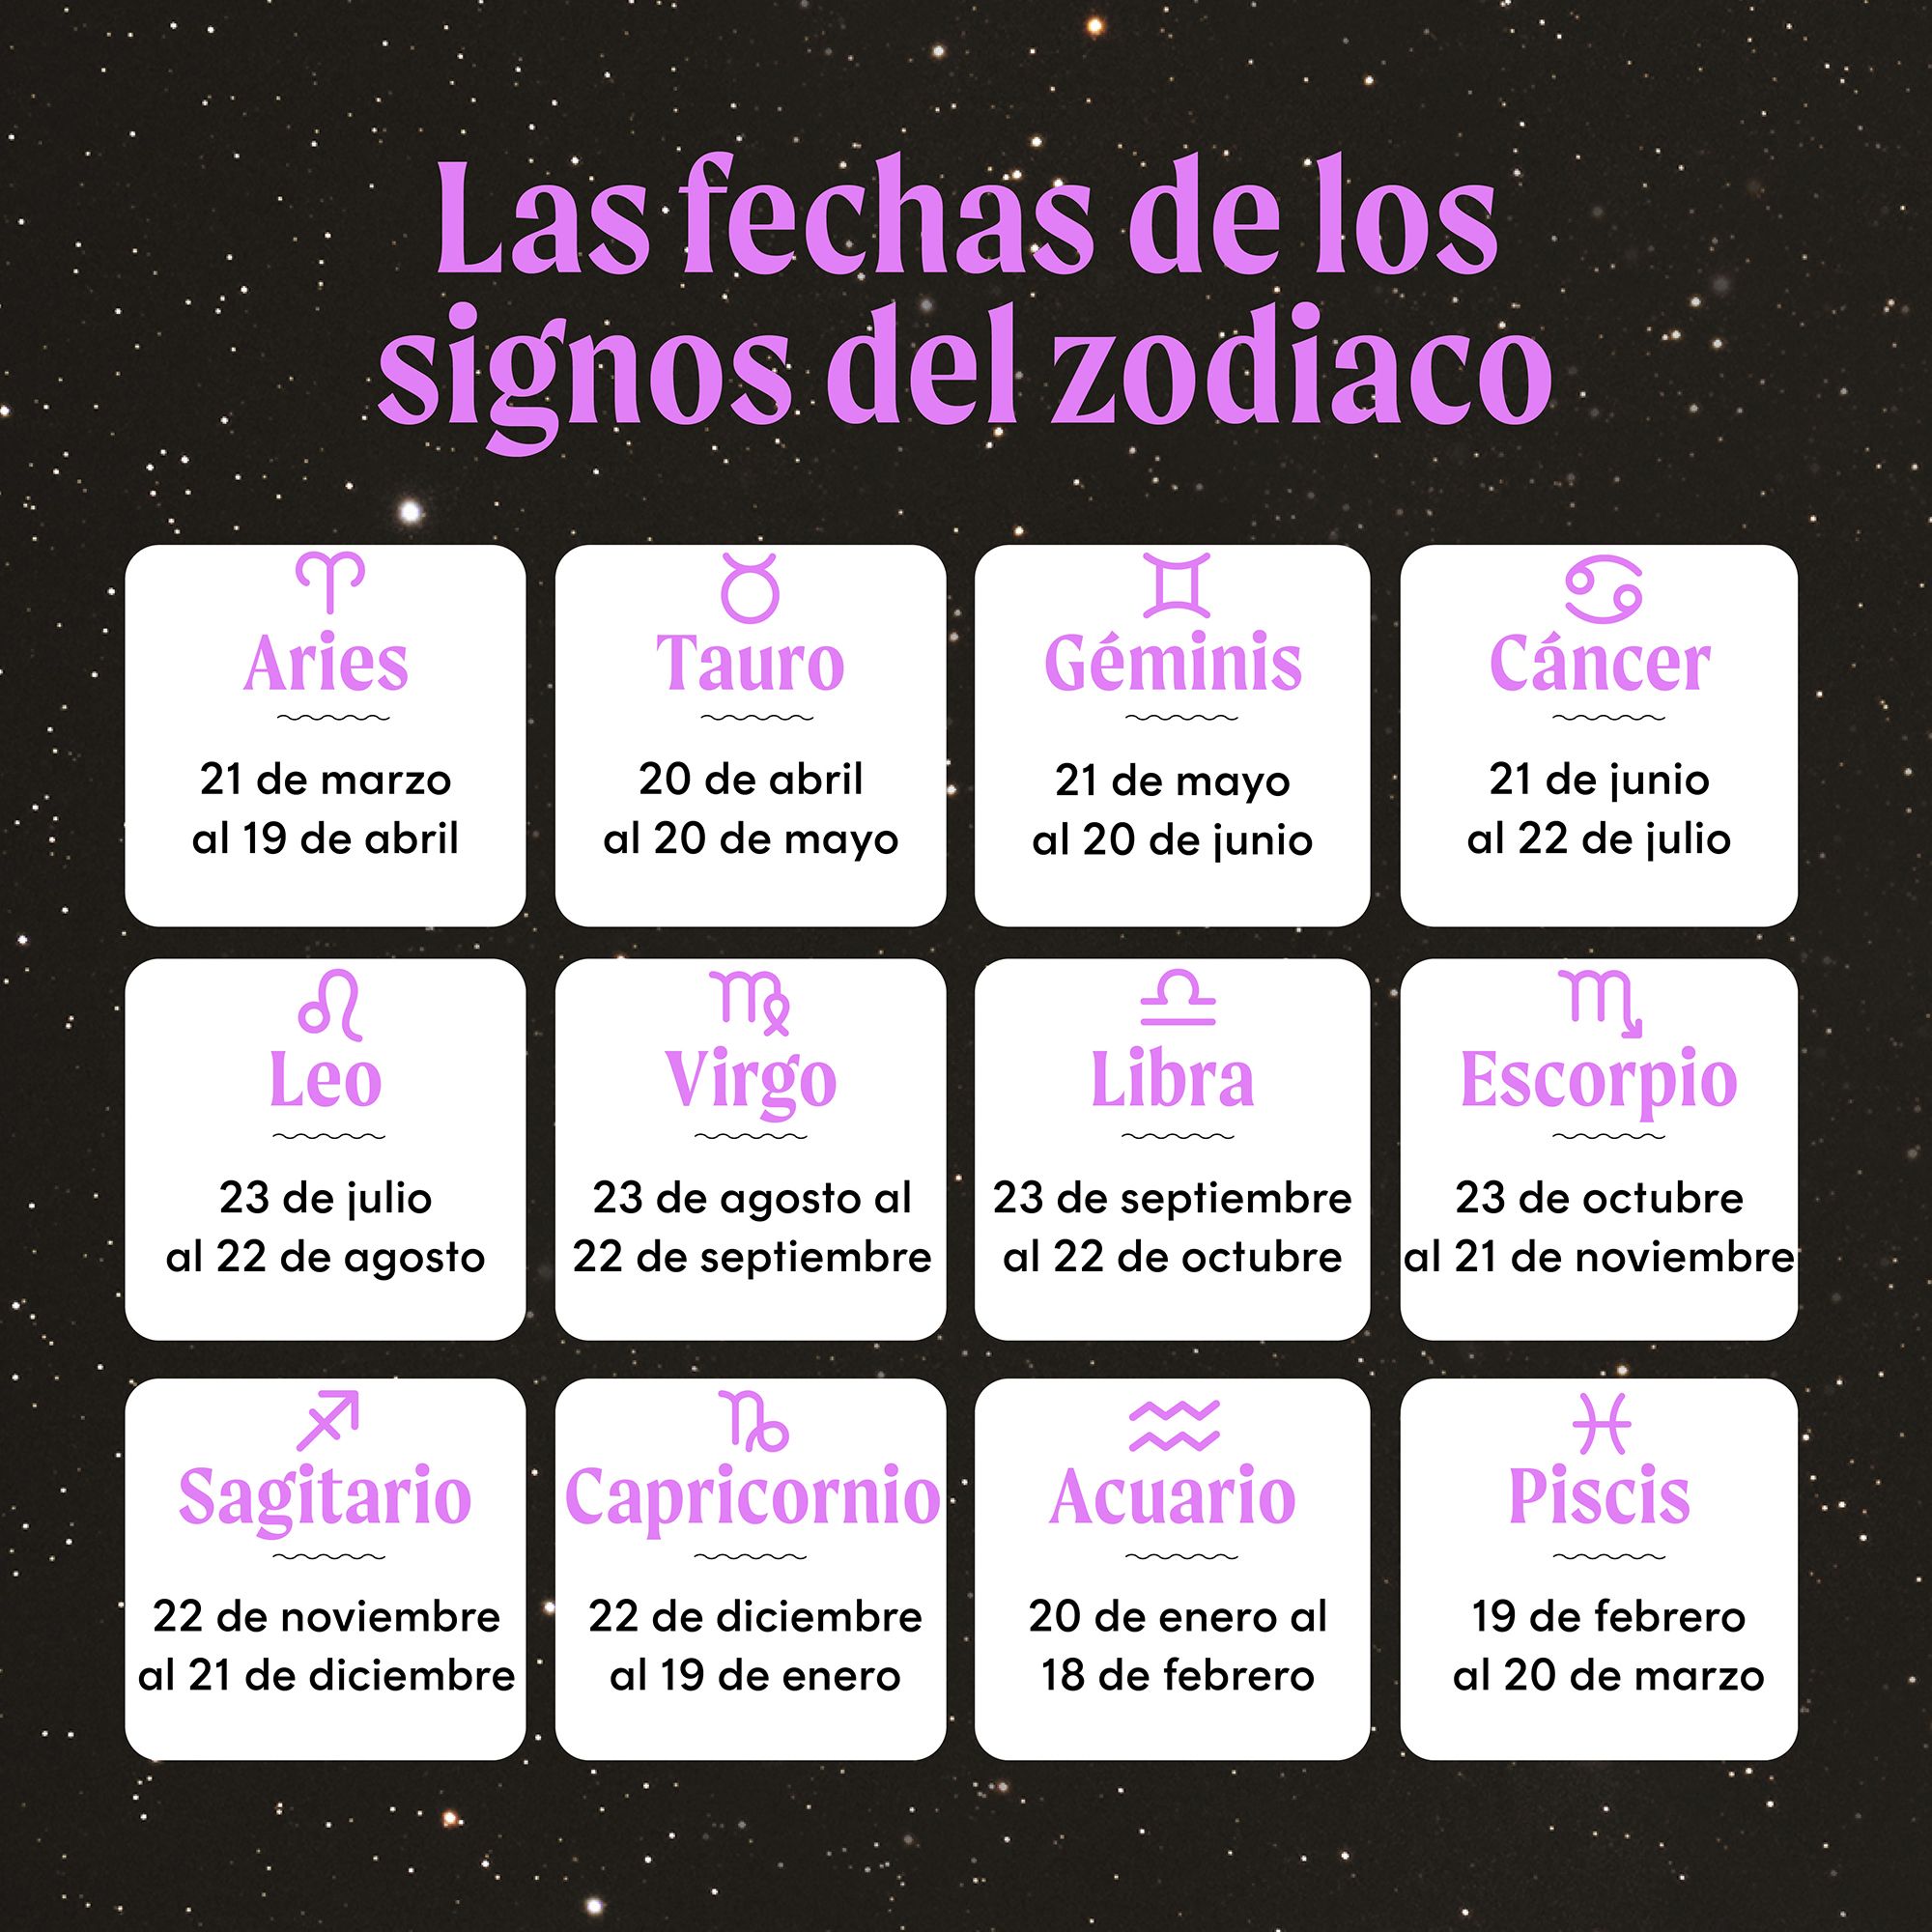 Las fechas de los
signos del zodiaco
Aries
21 de marzo
al 19 de abril
Tauro
20 de abril
al 20 de mayo
Géminis
21 de mayo
al 20 de junio
Cáncer
21 de junio
al 22 de julio
Leo
23 de julio
al 22 de agosto
Virgo
23 de agosto al
22 de septiembre
Libra
23 de septiembre
al 22 de octubre
Escorpio
23 de octubre
al 21 de noviembre
Sagitario
22 de noviembre
al 21 de diciembre
Capricornio
22 de diciembre
al 19 de enero
Acuario
20 de enero al
18 de febrero
Piscis
19 de febrero
al 20 de marzo